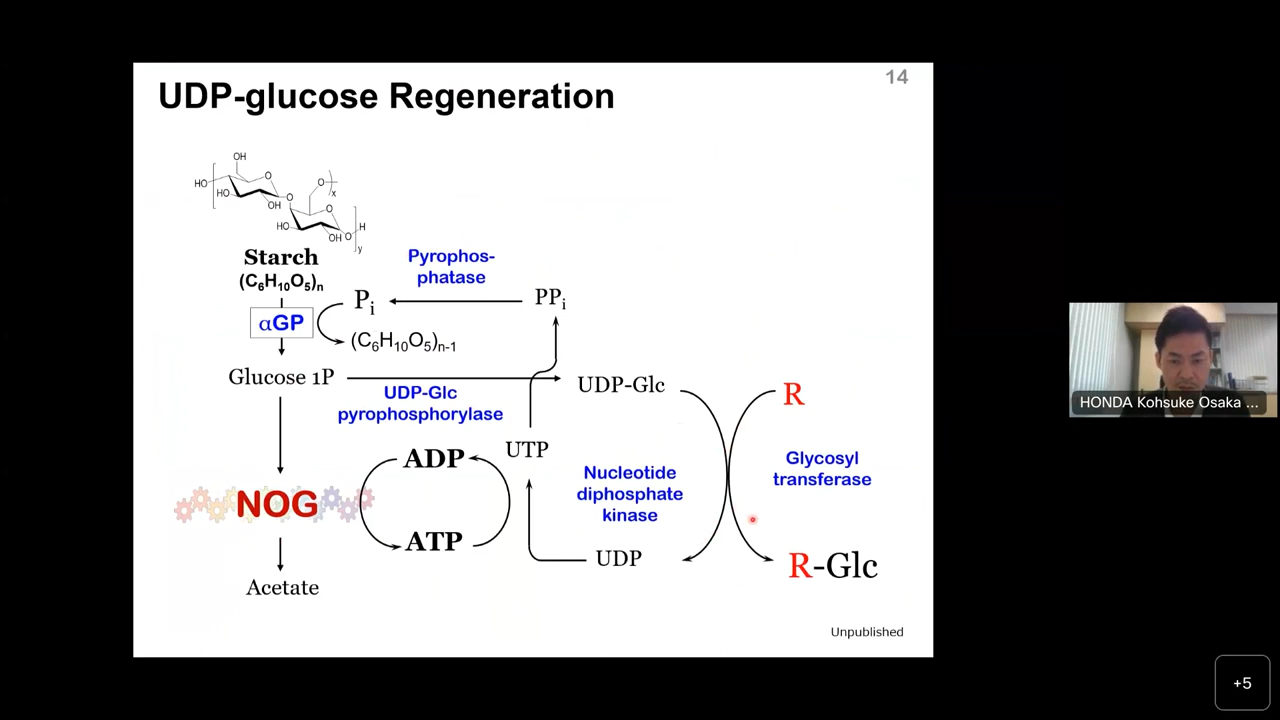 14
UDP-glucose Regeneration
OH
HO
O
HO
OH
O
O
x
O
HO
OH
O
H
y
Starch
(C₆H₁₀O₅)ₙ
Pyrophos-
phatase
Pᵢ
PPᵢ
αGP
(C₆H₁₀O₅)ₙ₋₁
Glucose 1P
UDP-Glc
UDP-Glc
pyrophosphorylase
R
ADP
UTP
Nucleotide
diphosphate
kinase
Glycosyl
transferase
NOG
ATP
UDP
R-Glc
Acetate
Unpublished
HONDA Kohsuke Osaka ...
+5